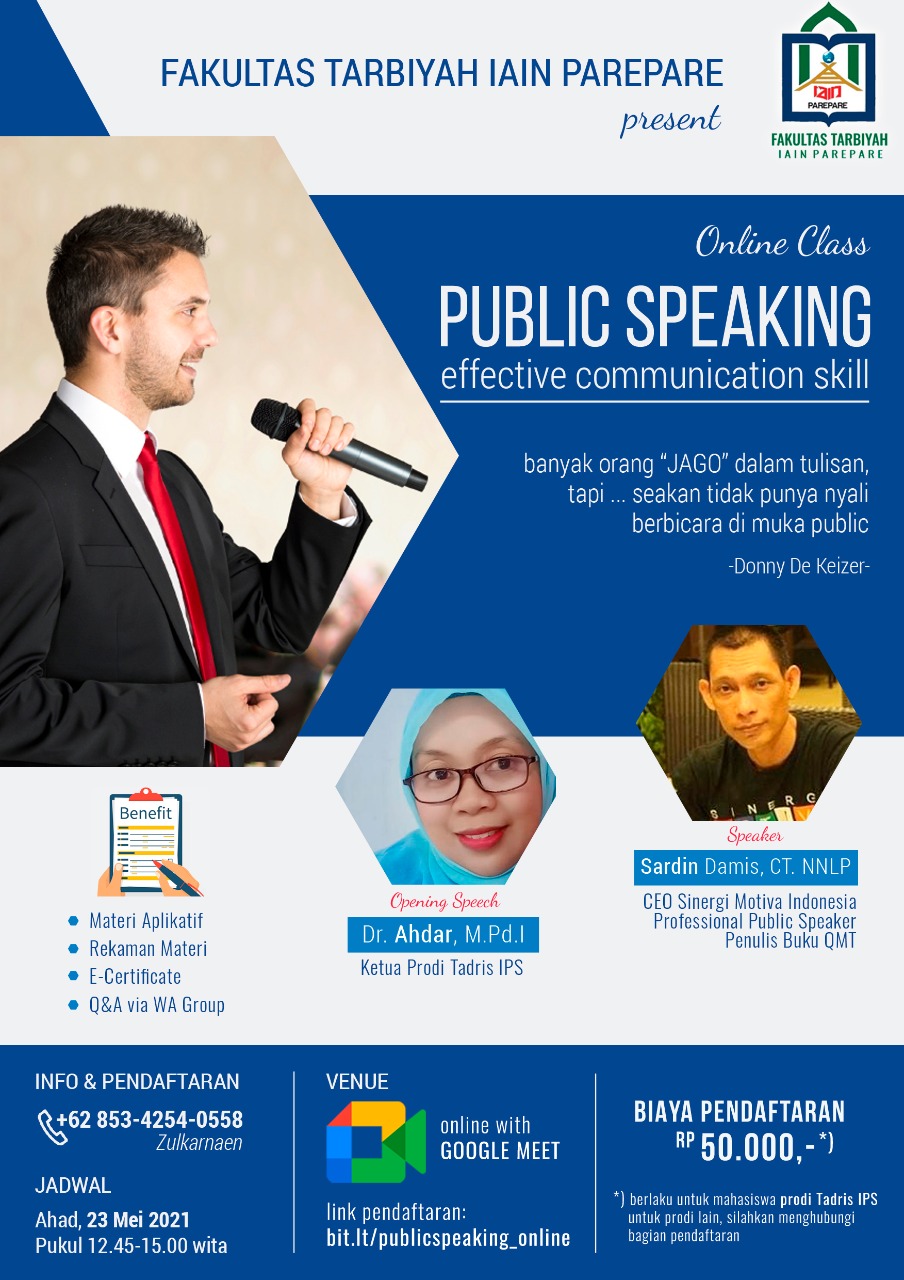 FAKULTAS TARBIYAH IAIN PAREPARE
present
iain
PAREPARE
FAKULTAS TARBIYAH
IAIN PAREPARE
Online Class
PUBLIC SPEAKING
effective communication skill
banyak orang “JAGO” dalam tulisan,
tapi ... seakan tidak punya nyali
berbicara di muka public
-Donny De Keizer-
SINERG
Speaker
Sardin Damis, CT. NNLP
CEO Sinergi Motiva Indonesia
Professional Public Speaker
Penulis Buku QMT
Opening Speech
Dr. Ahdar, M.Pd.I
Ketua Prodi Tadris IPS
Benefit
Materi Aplikatif
Rekaman Materi
E-Certificate
Q&A via WA Group
INFO & PENDAFTARAN
+62 853-4254-0558
Zulkarnaen
JADWAL
Ahad, 23 Mei 2021
Pukul 12.45-15.00 wita
VENUE
online with
GOOGLE MEET
link pendaftaran:
bit.lt/publicspeaking_online
BIAYA PENDAFTARAN
RP 50.000,-*)
*) berlaku untuk mahasiswa prodi Tadris IPS
untuk prodi lain, silahkan menghubungi
bagian pendaftaran